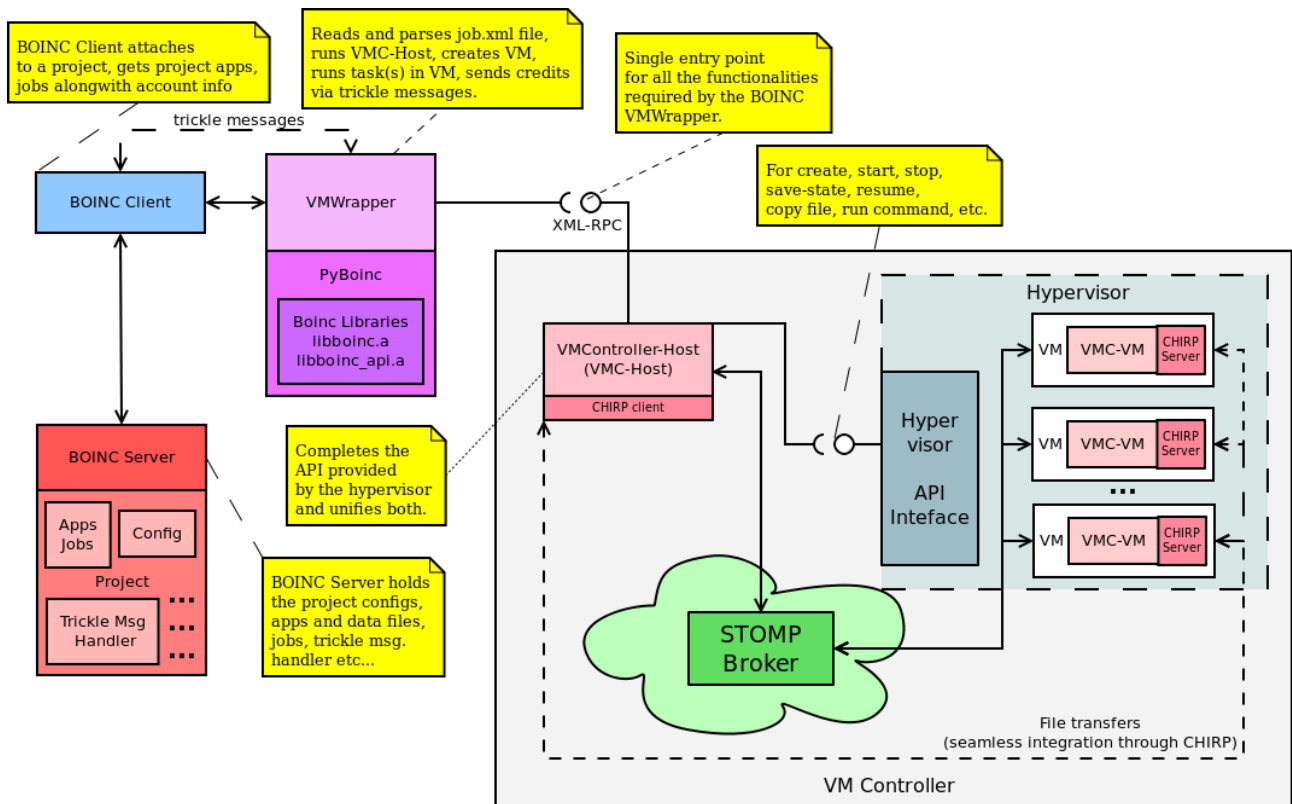 BOINC Client attaches
to a project, gets project apps,
jobs alongwith account info
Reads and parses job.xml file,
runs VMC-Host, creates VM,
runs task(s) in VM, sends credits
via trickle messages.
Single entry point
for all the functionalities
required by the BOINC
VMWrapper.
trickle messages
For create, start, stop,
save-state, resume,
copy file, run command, etc.
BOINC Client
VMWrapper
XML-RPC
PyBoinc
Boinc Libraries
libboinc.a
libboinc_api.a
Hypervisor
VMController-Host
(VMC-Host)
CHIRP client
VM
VMC-VM
CHIRP
Server
VM
VMC-VM
CHIRP
Server
...
VM
VMC-VM
CHIRP
Server
Hyper
visor
API
Inteface
Completes the
API provided
by the hypervisor
and unifies both.
BOINC Server
Apps
Jobs
Config
Project
...
Trickle Msg
Handler
...
...
BOINC Server holds
the project configs,
apps and data files,
jobs, trickle msg.
handler etc...
STOMP
Broker
File transfers
(seamless integration through CHIRP)
VM Controller